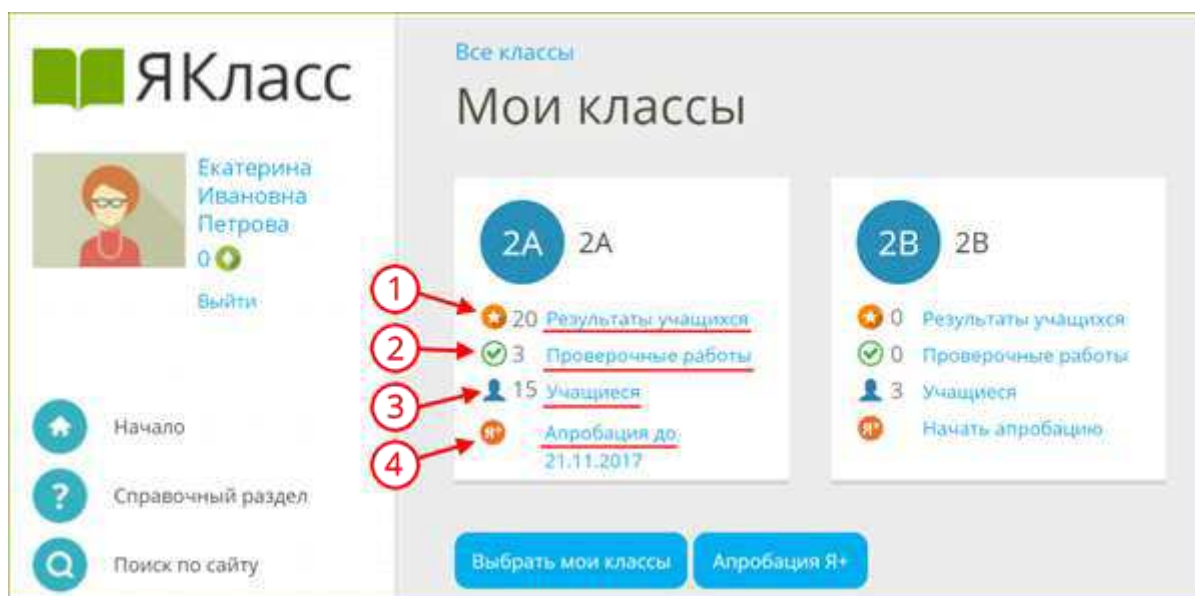 ЯКласс
Екатерина
Ивановна
Петрова
0
Выйти
Начало
Справочный раздел
Поиск по сайту
Все классы
Мои классы
2А 2А
1
20 Результаты учащихся
2
3 Проверочные работы
3
15 Учащиеся
4
Я+ Апробация до
21.11.2017
2В 2В
0 Результаты учащихся
0 Проверочные работы
3 Учащиеся
Я+ Начать апробацию
Выбрать мои классы
Апробация Я+